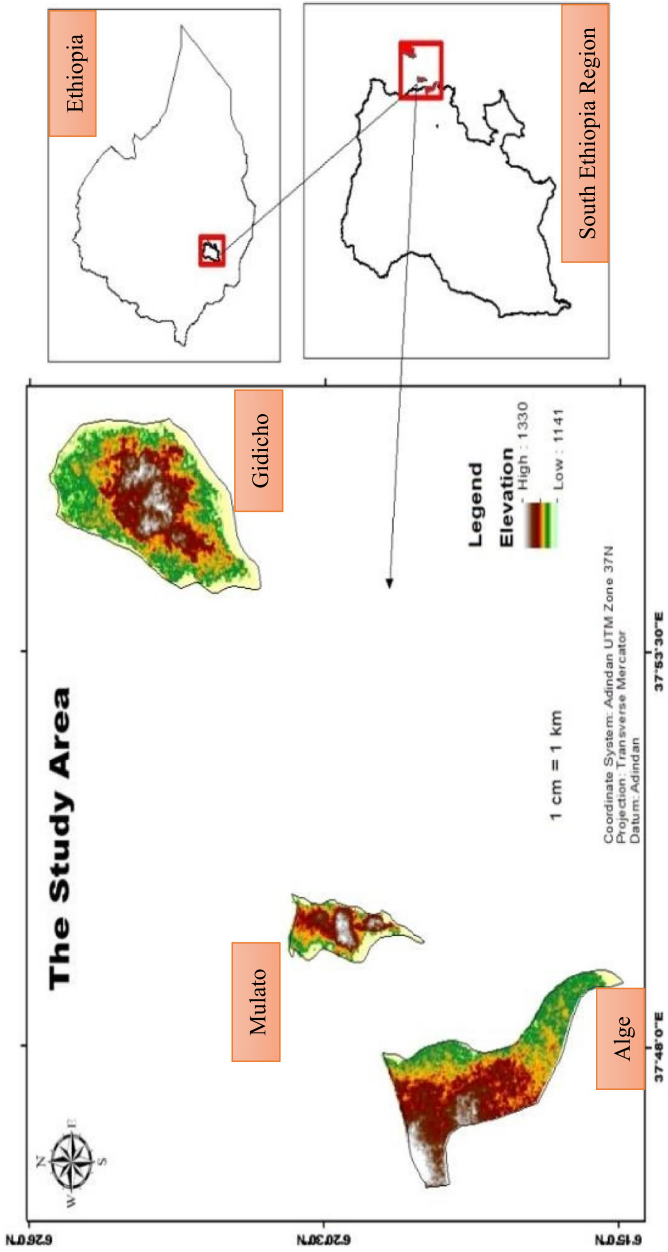 The Study Area
N
W
E
S
Gidicho
Mulato
Alge
Legend
Elevation
High : 1330
Low : 1141
1 cm = 1 km
Coordinate System: Adindan UTM Zone 37N
Projection: Transverse Mercator
Datum: Adindan
37°48'0"E
37°53'30"E
6°26'0"N
6°20'30"N
6°15'0"N
Ethiopia
South Ethiopia Region